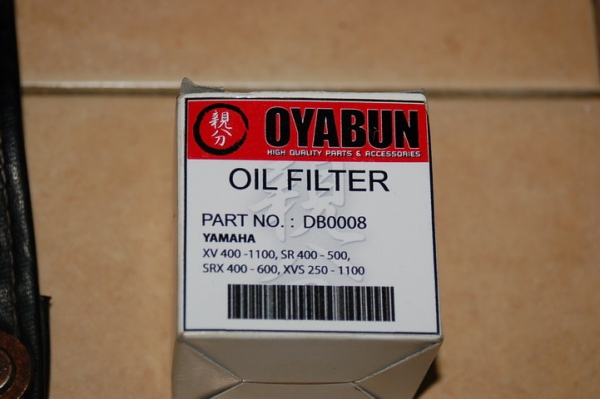 親分
OYABUN
HIGH QUALITY PARTS & ACCESSORIES
OIL FILTER
PART NO. : DB0008
YAMAHA
XV 400 -1100, SR 400 - 500,
SRX 400 - 600, XVS 250 - 1100